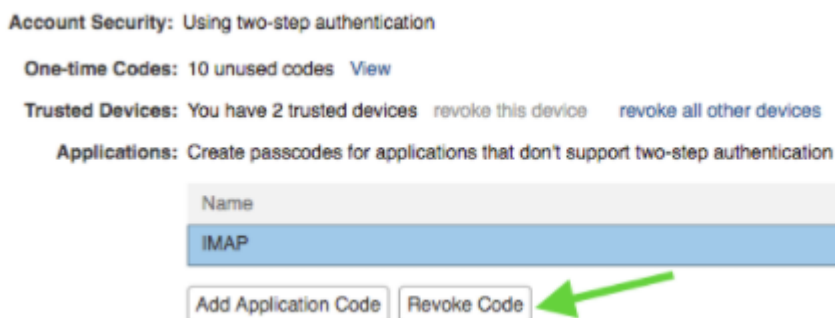 Account Security: Using two-step authentication
One-time Codes: 10 unused codes View
Trusted Devices: You have 2 trusted devices revoke this device revoke all other devices
Applications: Create passcodes for applications that don't support two-step authentication
Name
IMAP
Add Application Code Revoke Code